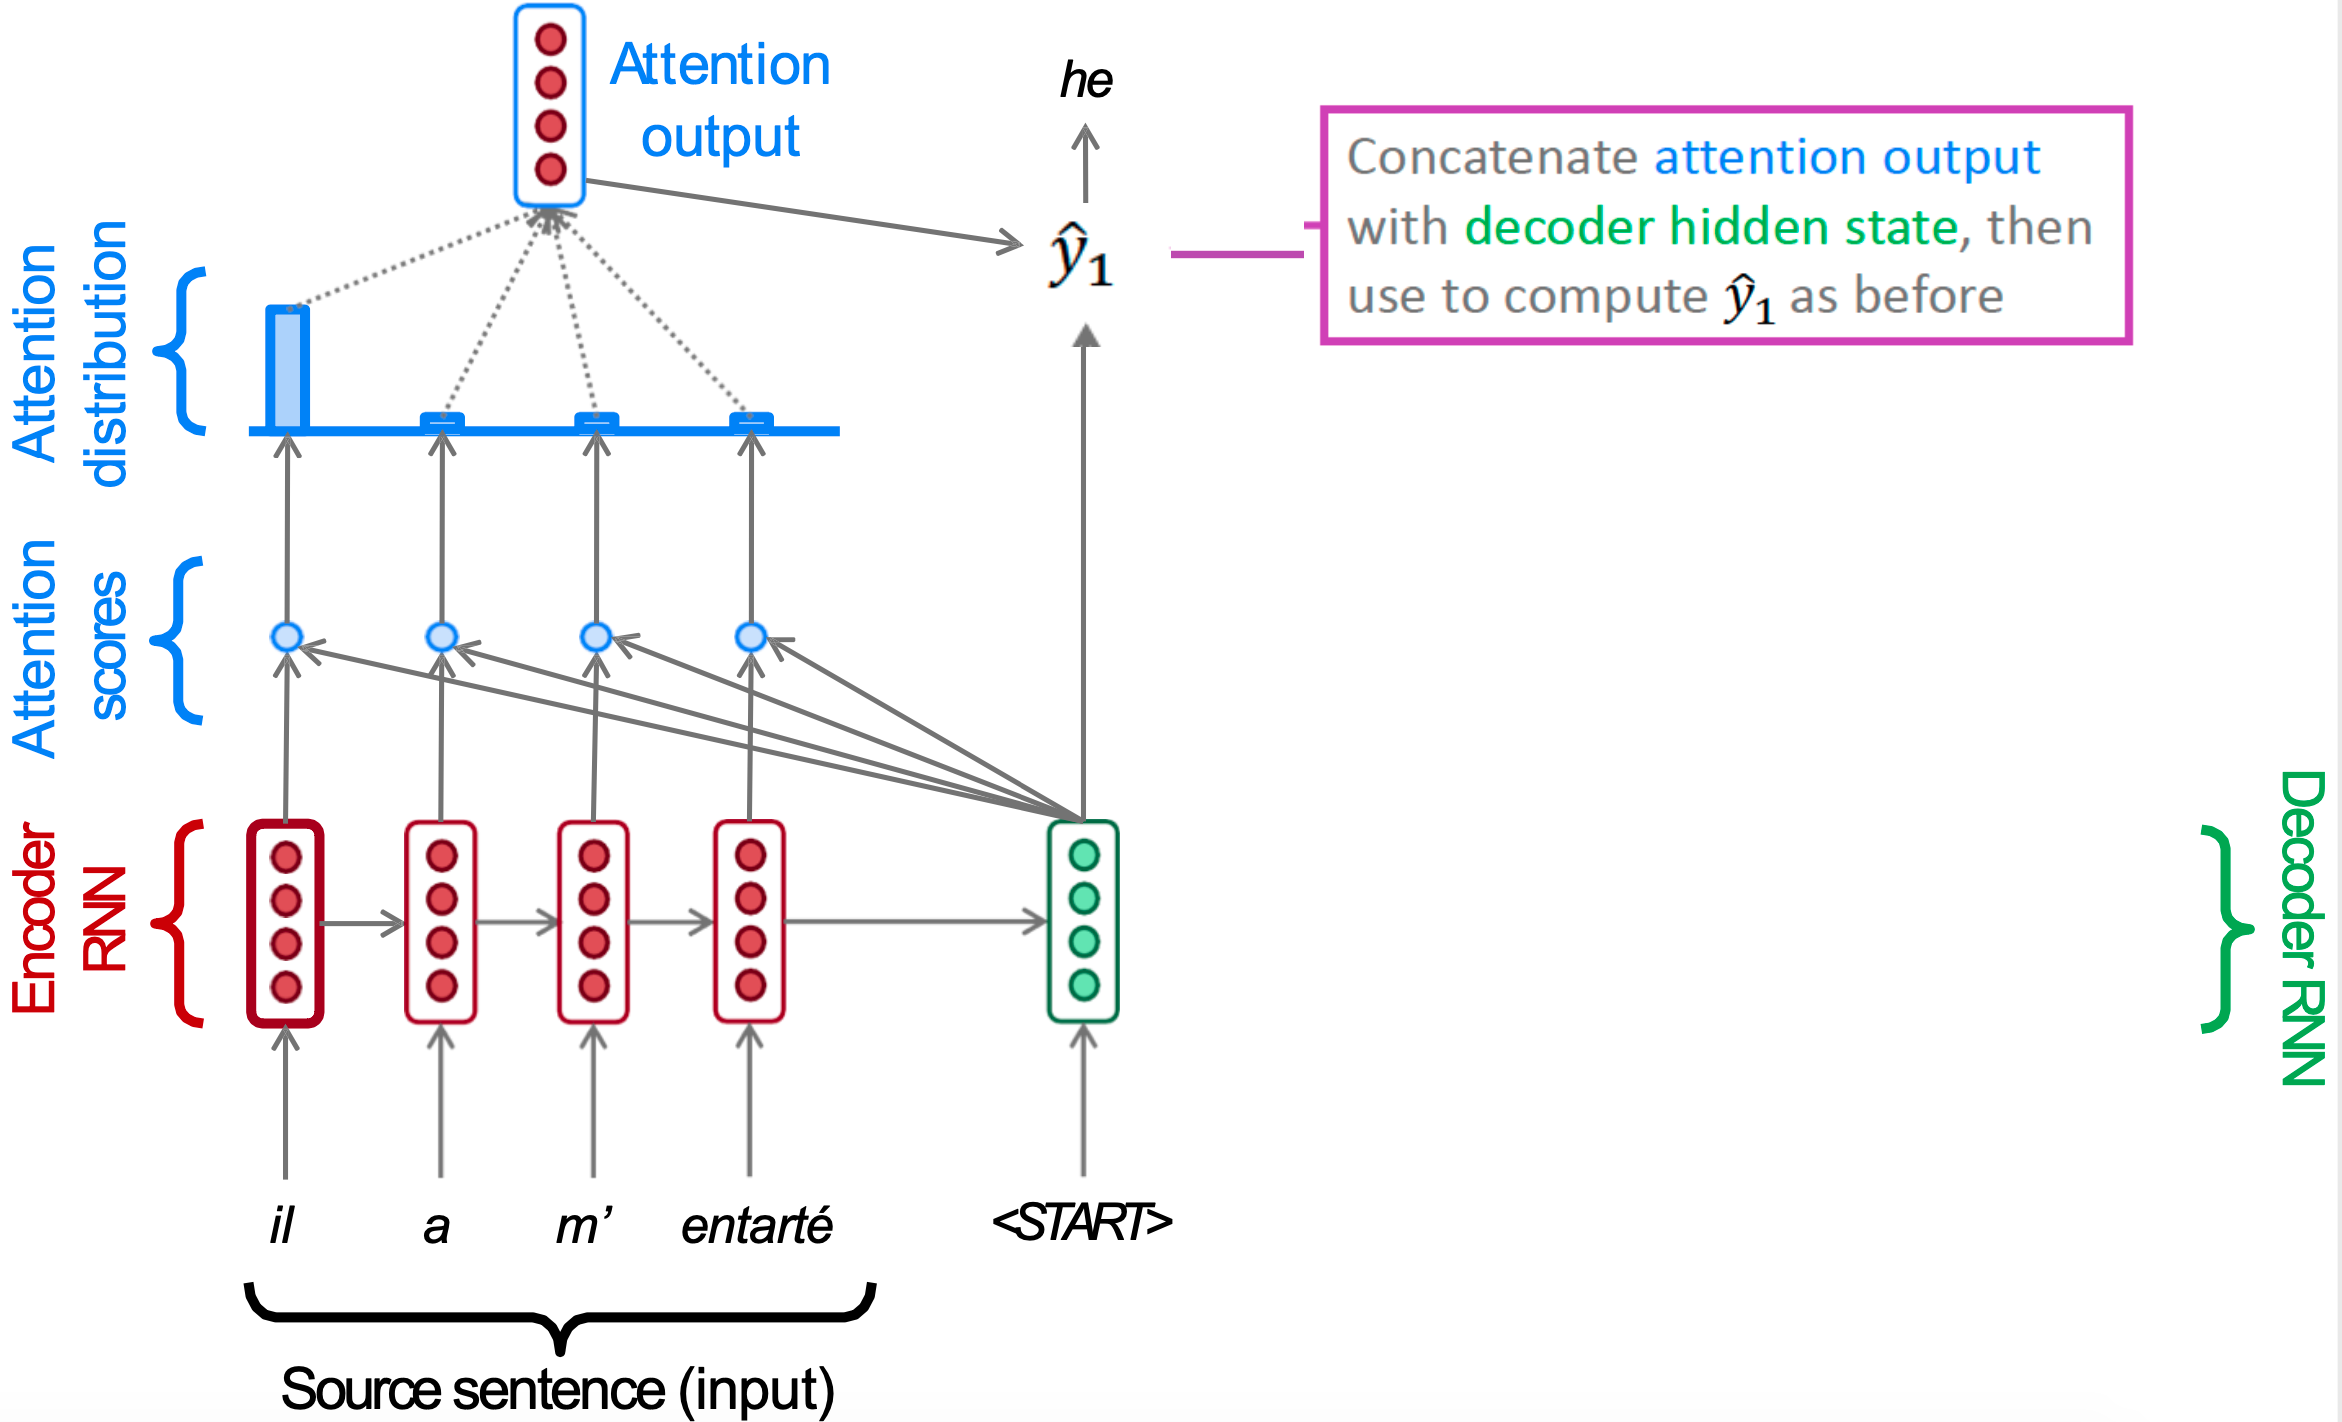 Attention
output
he
ŷ₁
Concatenate attention output
with decoder hidden state, then
use to compute ŷ₁ as before
Attention
distribution
Attention
scores
Encoder
RNN
Decoder RNN
il a m’ entarté <START>
Source sentence (input)